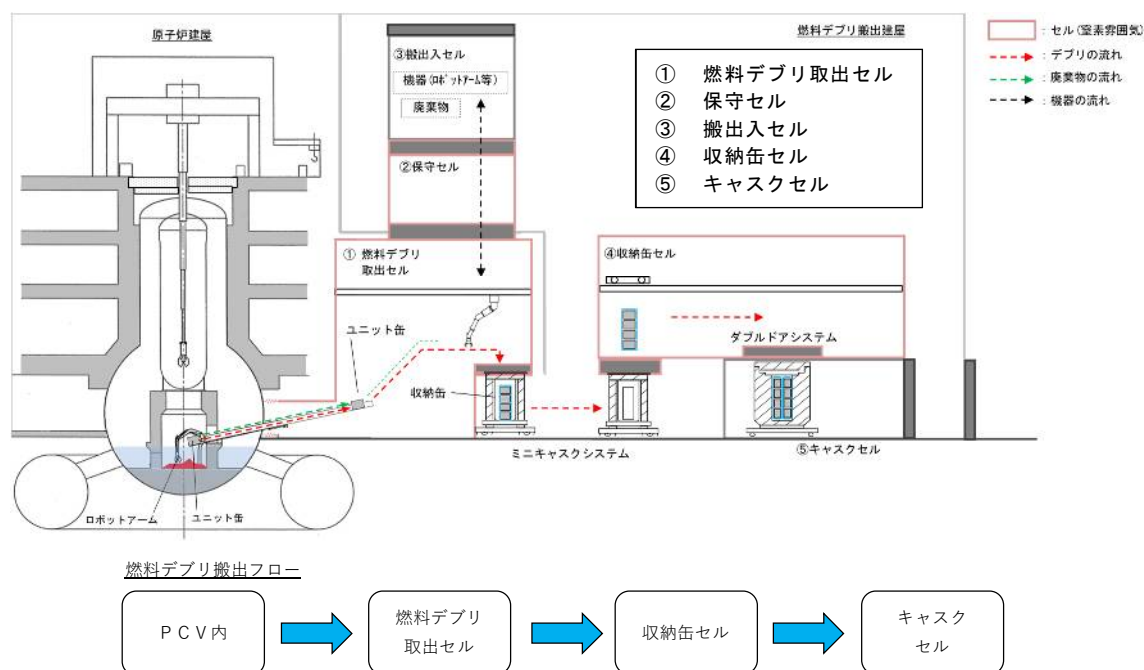 原子炉建屋
燃料デブリ搬出建屋
：セル(窒素雰囲気)
：デブリの流れ
：廃棄物の流れ
：機器の流れ
③搬出入セル
機器(ロボットアーム等)
廃棄物
① 燃料デブリ取出セル
② 保守セル
③ 搬出入セル
④ 収納缶セル
⑤ キャスクセル
②保守セル
① 燃料デブリ
取出セル
④収納缶セル
ユニット缶
ダブルドアシステム
収納缶
ミニキャスクシステム
⑤キャスクセル
ロボットアーム
ユニット缶
燃料デブリ搬出フロー
ＰＣＶ内
燃料デブリ
取出セル
収納缶セル
キャスク
セル